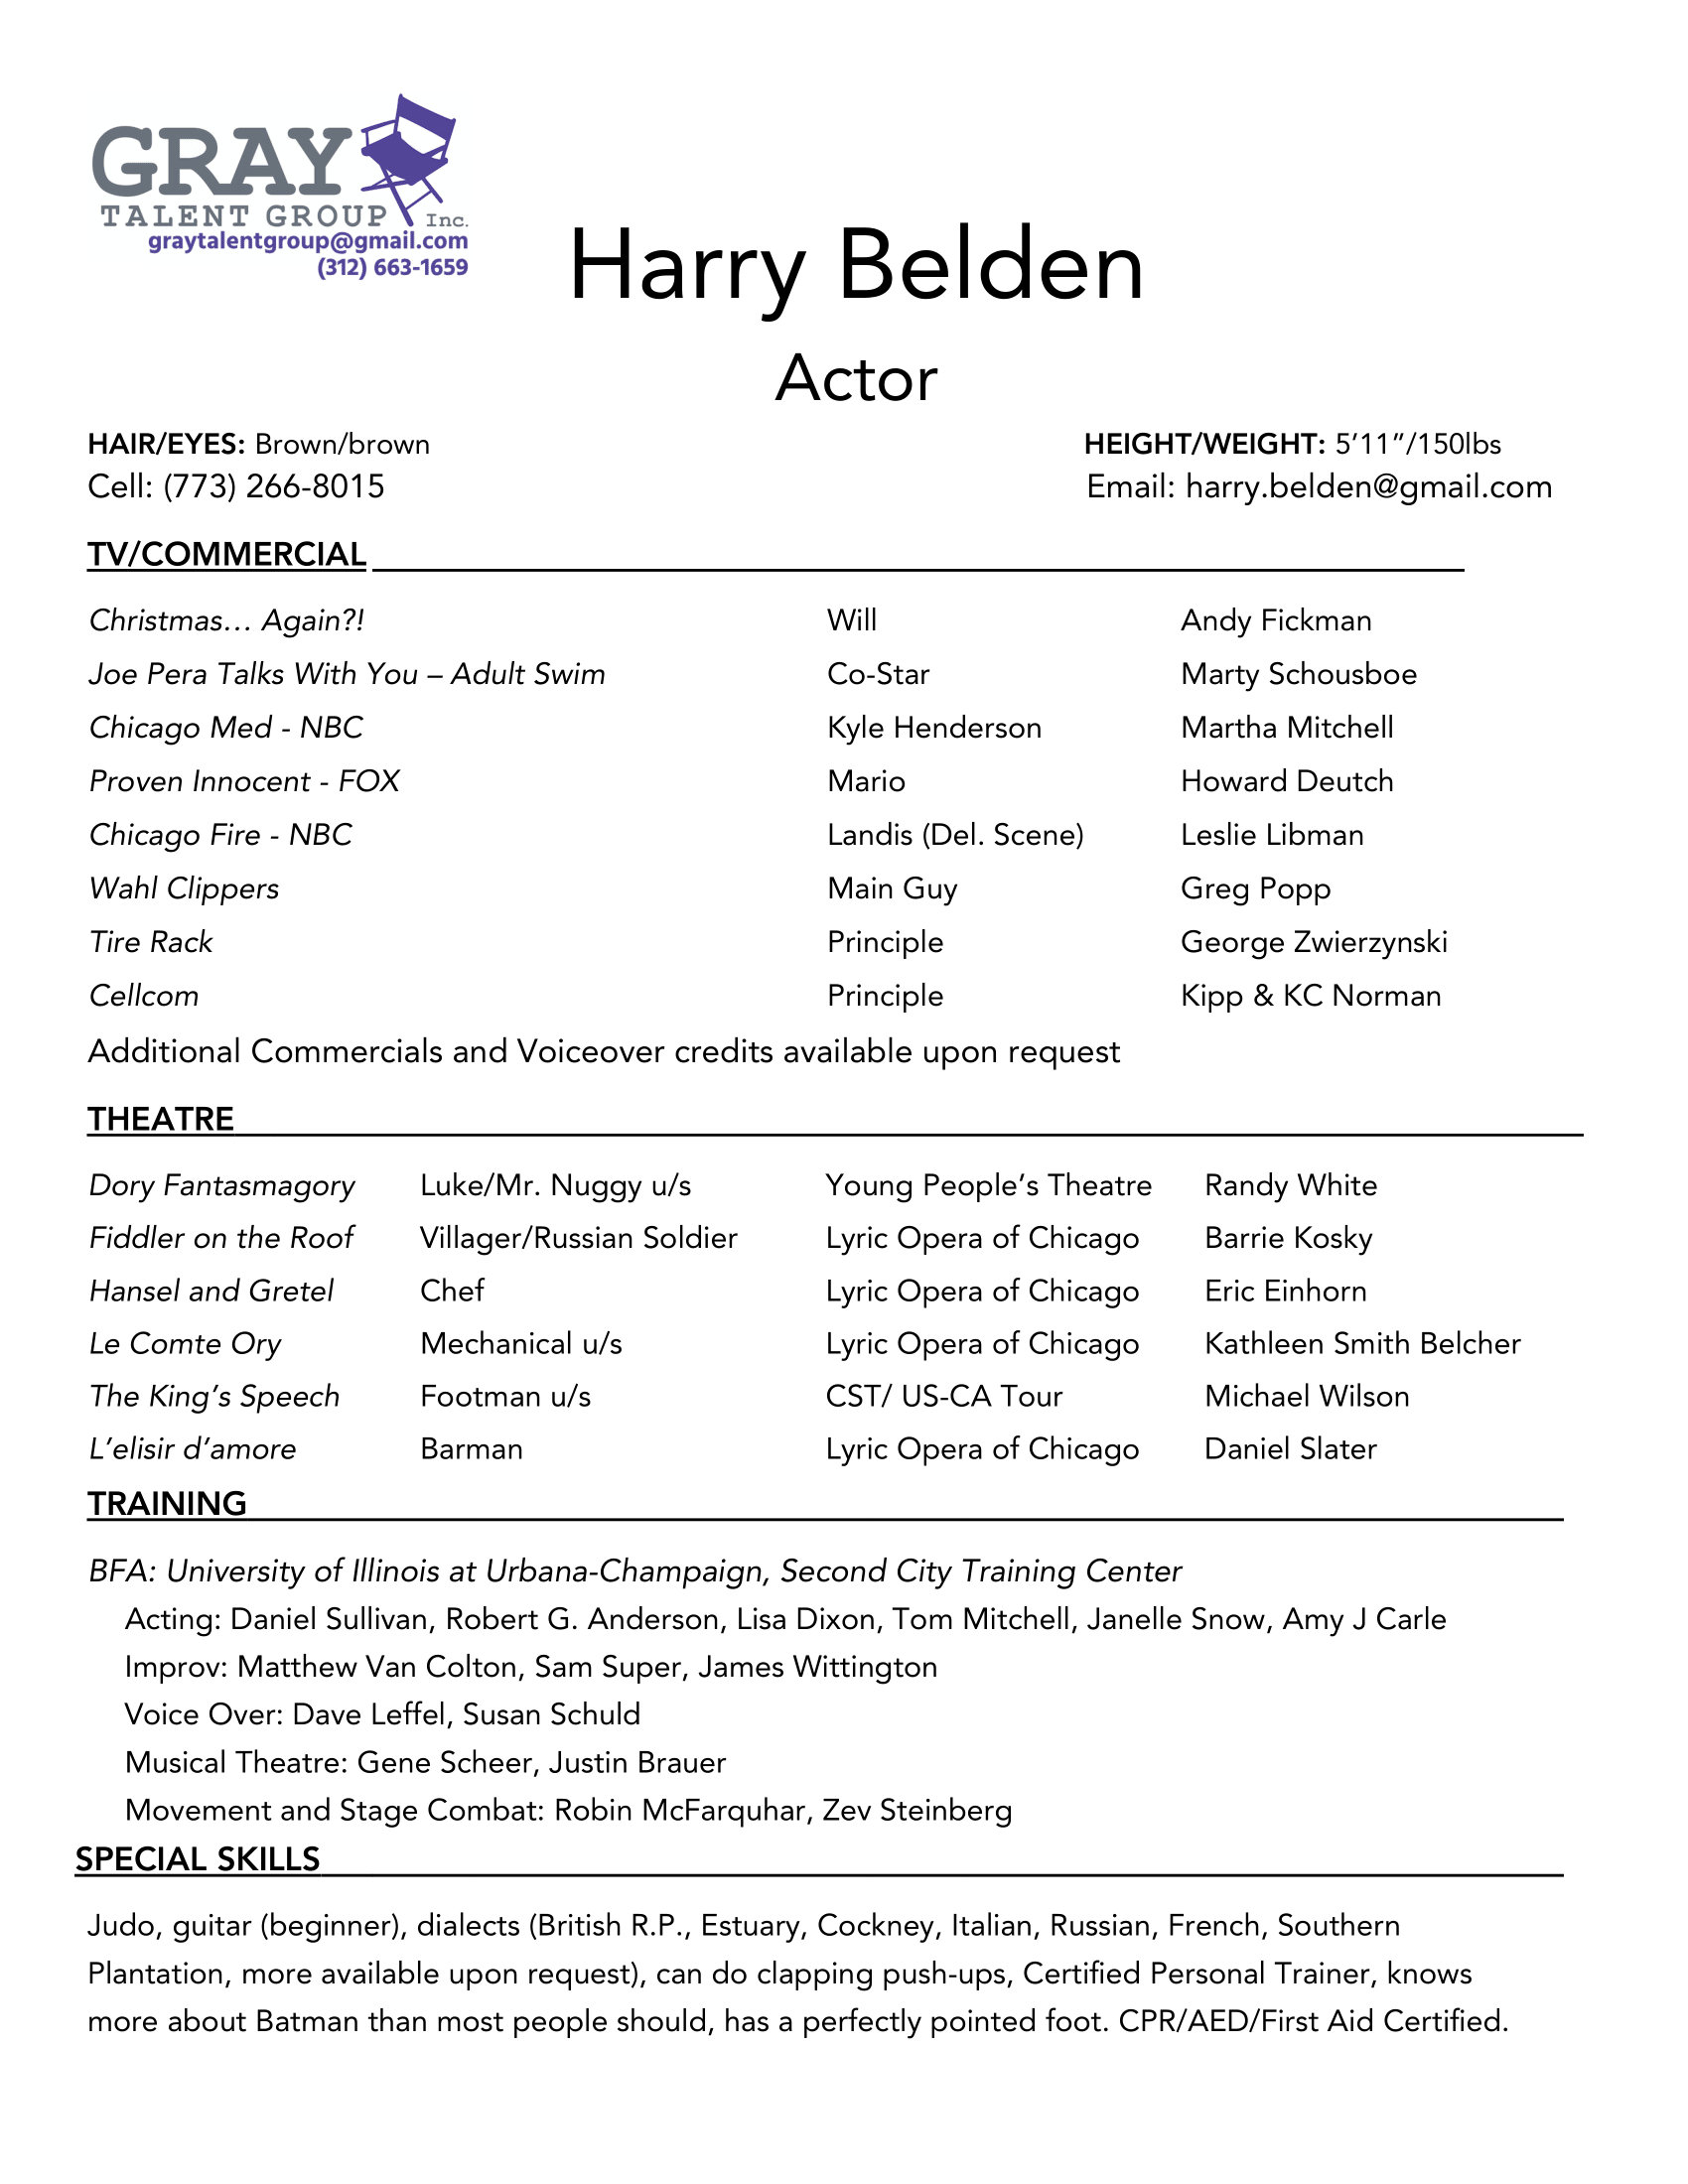 GRAY
TALENT GROUP Inc.
graytalentgroup@gmail.com
(312) 663-1659
Harry Belden
Actor
HAIR/EYES: Brown/brown HEIGHT/WEIGHT: 5’11”/150lbs
Cell: (773) 266-8015 Email: harry.belden@gmail.com
TV/COMMERCIAL
Christmas… Again?! Will Andy Fickman
Joe Pera Talks With You – Adult Swim Co-Star Marty Schousboe
Chicago Med - NBC Kyle Henderson Martha Mitchell
Proven Innocent - FOX Mario Howard Deutch
Chicago Fire - NBC Landis (Del. Scene) Leslie Libman
Wahl Clippers Main Guy Greg Popp
Tire Rack Principle George Zwierzynski
Cellcom Principle Kipp & KC Norman
Additional Commercials and Voiceover credits available upon request
THEATRE
Dory Fantasmagory Luke/Mr. Nuggy u/s Young People’s Theatre Randy White
Fiddler on the Roof Villager/Russian Soldier Lyric Opera of Chicago Barrie Kosky
Hansel and Gretel Chef Lyric Opera of Chicago Eric Einhorn
Le Comte Ory Mechanical u/s Lyric Opera of Chicago Kathleen Smith Belcher
The King’s Speech Footman u/s CST/ US-CA Tour Michael Wilson
L’elisir d’amore Barman Lyric Opera of Chicago Daniel Slater
TRAINING
BFA: University of Illinois at Urbana-Champaign, Second City Training Center
Acting: Daniel Sullivan, Robert G. Anderson, Lisa Dixon, Tom Mitchell, Janelle Snow, Amy J Carle
Improv: Matthew Van Colton, Sam Super, James Wittington
Voice Over: Dave Leffel, Susan Schuld
Musical Theatre: Gene Scheer, Justin Brauer
Movement and Stage Combat: Robin McFarquhar, Zev Steinberg
SPECIAL SKILLS
Judo, guitar (beginner), dialects (British R.P., Estuary, Cockney, Italian, Russian, French, Southern
Plantation, more available upon request), can do clapping push-ups, Certified Personal Trainer, knows
more about Batman than most people should, has a perfectly pointed foot. CPR/AED/First Aid Certified.